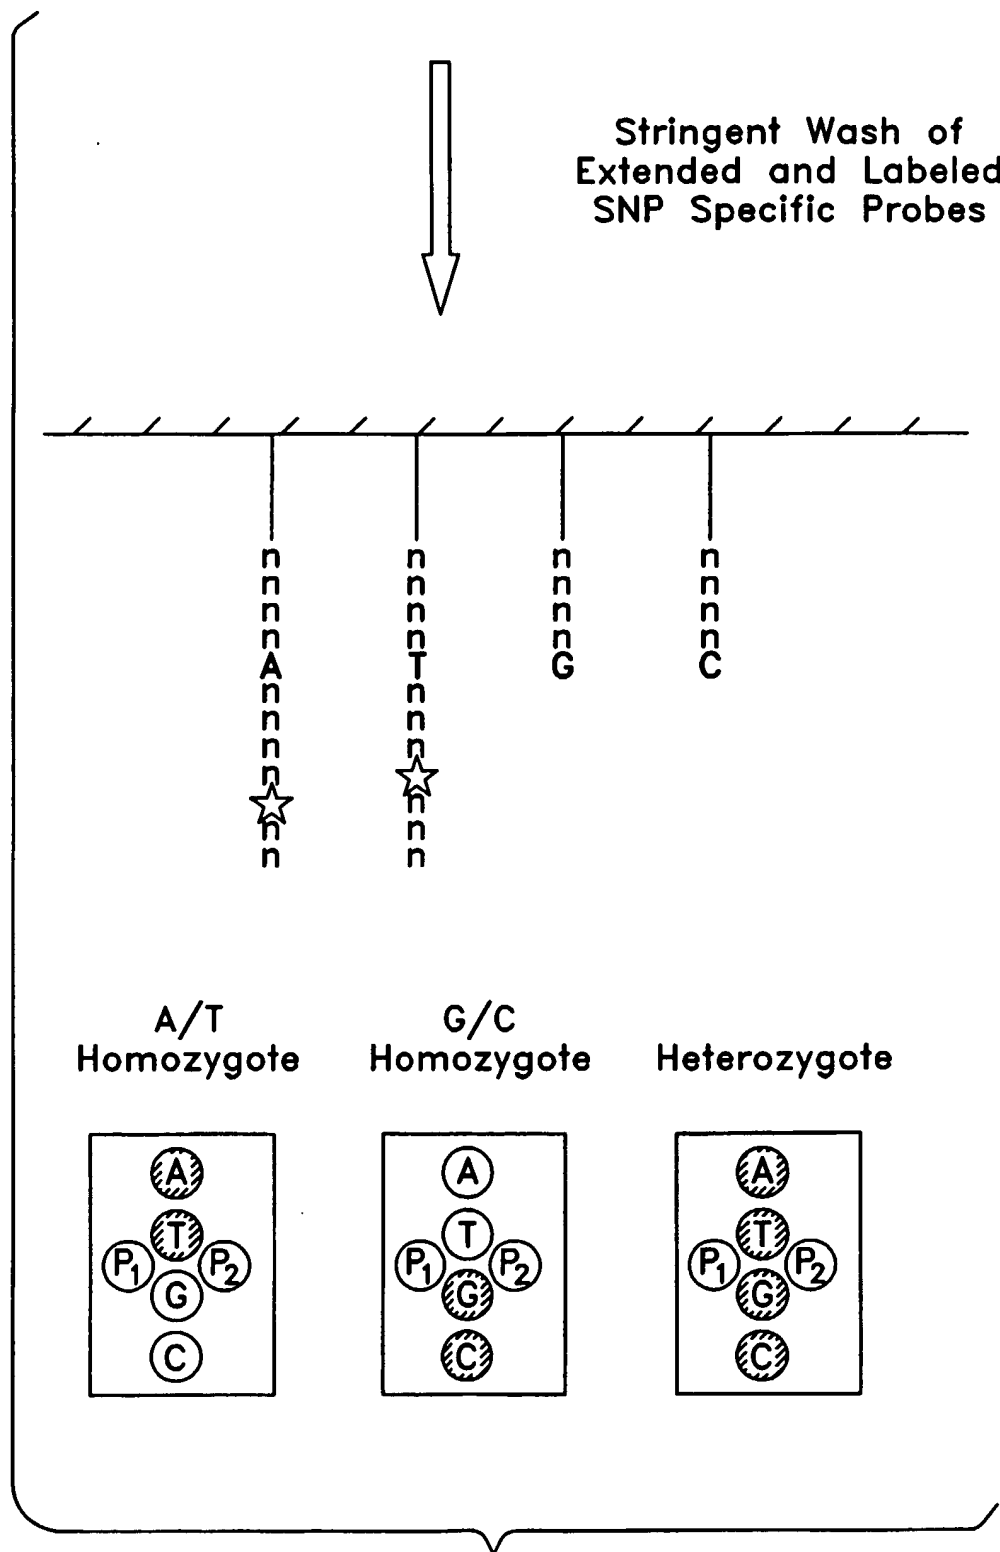 Stringent Wash of
Extended and Labeled
SNP Specific Probes
n n n n
n n n n
n n n n
n n n n
A T G C
n n
n n
n n
n
n
n n
n n
A/T
Homozygote
G/C
Homozygote
Heterozygote
A
T
P₁ P₂
G
C
A
T
P₁ P₂
G
C
A
T
P₁ P₂
G
C